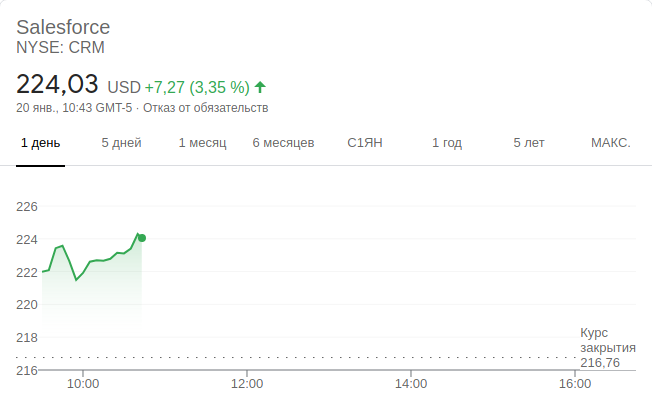 Salesforce
NYSE: CRM
224,03 USD +7,27 (3,35 %)
20 янв., 10:43 GMT-5 · Отказ от обязательств
1 день 5 дней 1 месяц 6 месяцев С1ЯН 1 год 5 лет МАКС.
226
224
222
220
218
Курс
закрытия
216,76
216
10:00 12:00 14:00 16:00